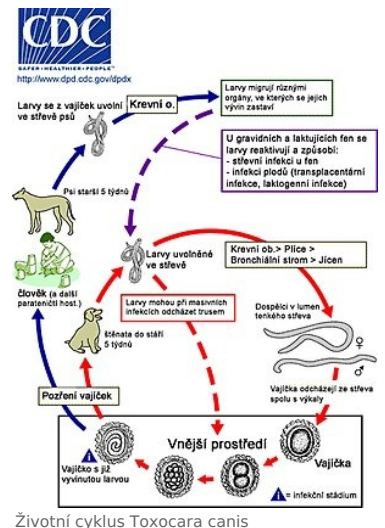 CDC
SAFER • HEALTHIER • PEOPLE™
http://www.dpd.cdc.gov/dpdx
Larvy se z vajíček uvolní
ve střevě psů
Krevní o.
Larvy migrují různými
orgány, ve kterých se jejich
vývin zastaví
U gravidních a laktujících fen se
larvy reaktivují a způsobí:
- střevní infekci u fen
- infekci plodů (transplacentární
infekce, laktogenní infekce)
Psi starší 5 týdnů
Larvy uvolněné
ve střevě
Krevní ob.> Plíce >
Bronchiální strom > Jícen
člověk (a další
parateničtí host.)
Larvy mohou při masivních
infekcích odcházet trusem
Dospělci v lumen
tenkého střeva
♀
♂
štěňata do stáří
5 týdnů
Vajíčka odcházejí ze střeva
spolu s výkaly
Pozření vajíček
i
Vnější prostředí
Vajíčka
Vajíčko s již
vyvinutou larvou
i = infekční stádium
Životní cyklus Toxocara canis